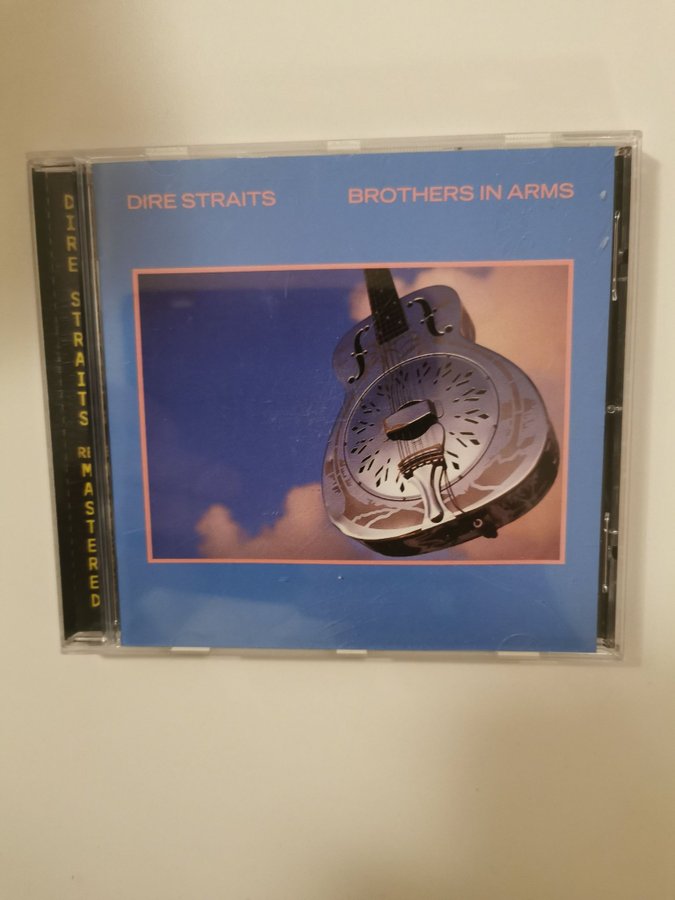 DIRE STRAITS
BROTHERS IN ARMS
DIRE STRAITS REMASTERED